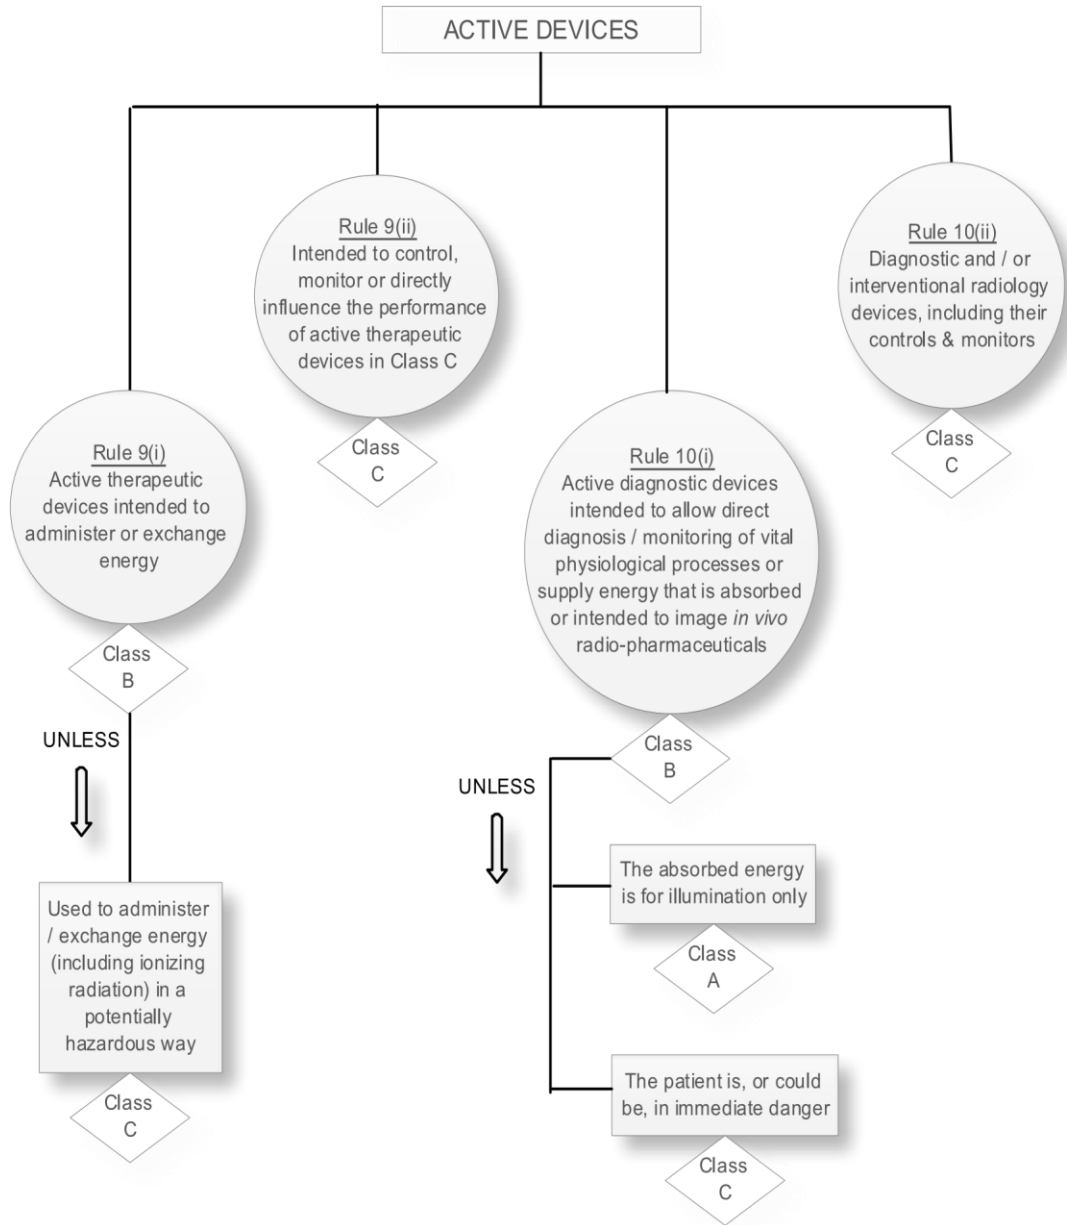 ACTIVE DEVICES
Rule 9(ii)
Intended to control,
monitor or directly
influence the performance
of active therapeutic
devices in Class C
Class
C
Rule 10(ii)
Diagnostic and / or
interventional radiology
devices, including their
controls & monitors
Class
C
Rule 9(i)
Active therapeutic
devices intended to
administer or exchange
energy
Class
B
UNLESS
Used to administer
/ exchange energy
(including ionizing
radiation) in a
potentially
hazardous way
Class
C
Rule 10(i)
Active diagnostic devices
intended to allow direct
diagnosis / monitoring of vital
physiological processes or
supply energy that is absorbed
or intended to image in vivo
radio-pharmaceuticals
Class
B
UNLESS
The absorbed energy
is for illumination only
Class
A
The patient is, or could
be, in immediate danger
Class
C